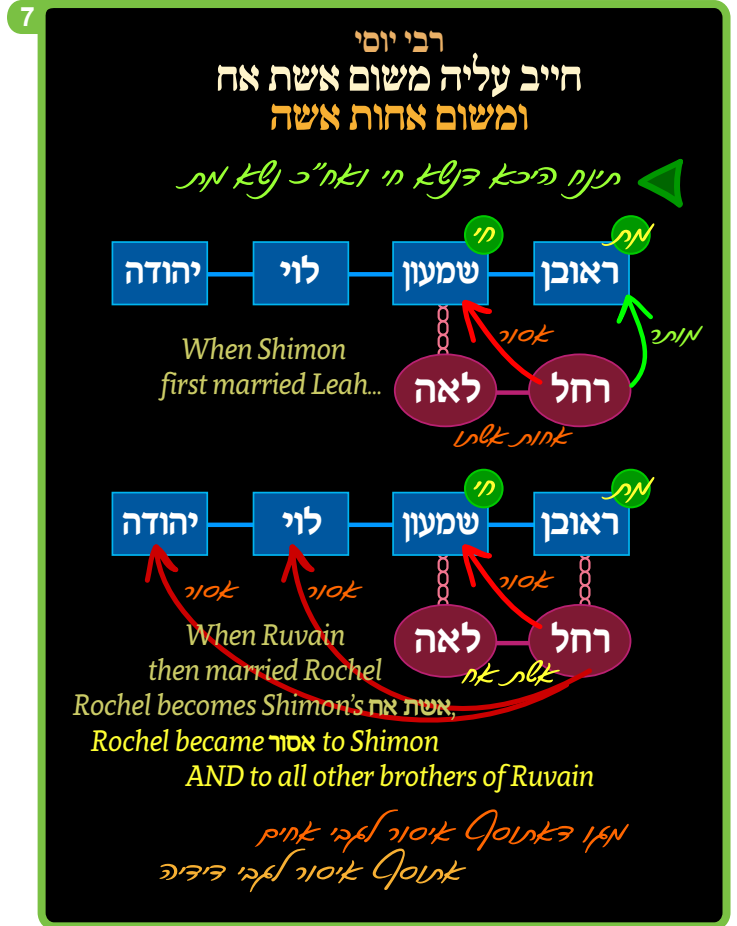 7
רבי יוסי
חייב עליה משום אשת אח
ומשום אחות אשה
תינח היכא דנשא חי ואח"כ נשא מת
מת
חי
ראובן
שמעון
לוי
יהודה
מותר
אסור
When Shimon
first married Leah...
רחל
לאה
אחות אשתו
מת
חי
ראובן
שמעון
לוי
יהודה
אסור
אסור
אסור
רחל
לאה
אשת אח
When Ruvain
then married Rochel
Rochel becomes Shimon's אשת אח,
Rochel became אסור to Shimon
AND to all other brothers of Ruvain
מגו דאתוסף איסור לגבי אחים
אתוסף איסור לגבי דידיה